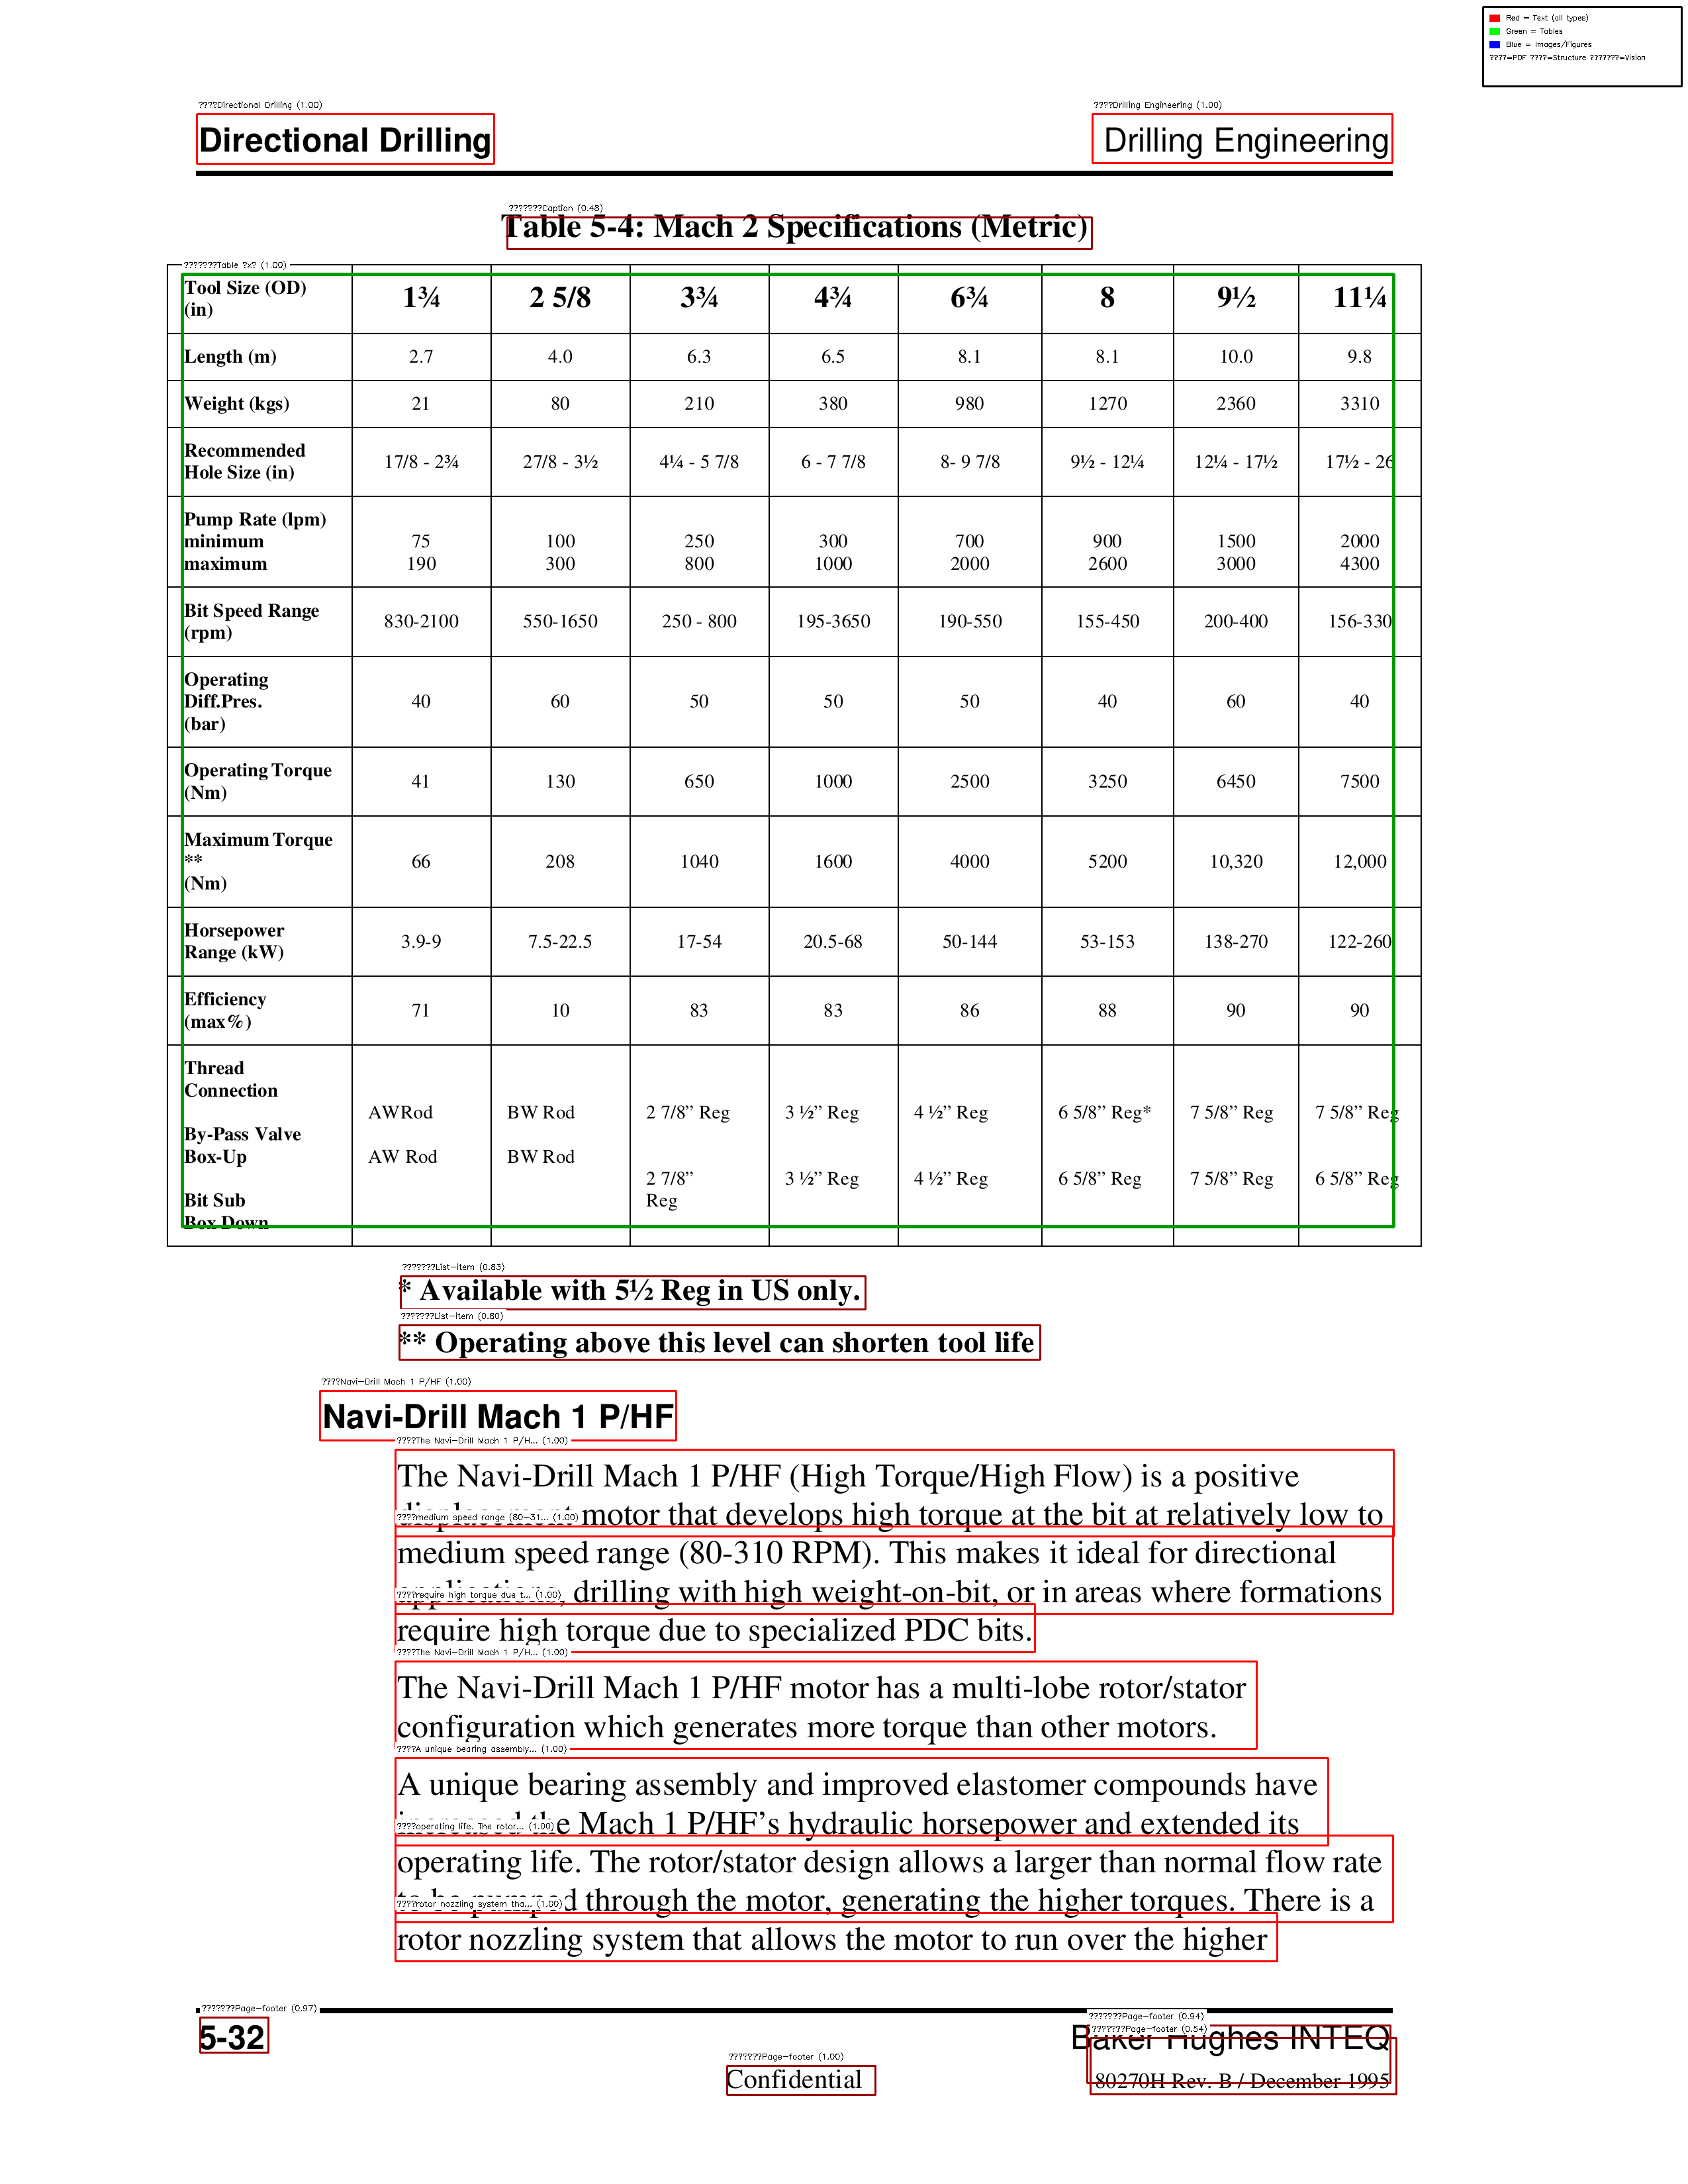 Red = Text (all types)
Green = Tables
Blue = Images/Figures
????=PDF ????=Structure ???????=Vision
????Directional Drilling (1.00)
????Drilling Engineering (1.00)
Directional Drilling
Drilling Engineering
???????Caption (0.48)
Table 5-4: Mach 2 Specifications (Metric)
???????Table ?x? (1.00)
Tool Size (OD) (in) 1¾ 2 5/8 3¾ 4¾ 6¾ 8 9½ 11¼
Length (m) 2.7 4.0 6.3 6.5 8.1 8.1 10.0 9.8
Weight (kgs) 21 80 210 380 980 1270 2360 3310
Recommended Hole Size (in) 17/8 - 2¾ 27/8 - 3½ 4¼ - 5 7/8 6 - 7 7/8 8- 9 7/8 9½ - 12¼ 12¼ - 17½ 17½ - 26
Pump Rate (lpm)
minimum 75 100 250 300 700 900 1500 2000
maximum 190 300 800 1000 2000 2600 3000 4300
Bit Speed Range (rpm) 830-2100 550-1650 250 - 800 195-3650 190-550 155-450 200-400 156-330
Operating Diff.Pres. (bar) 40 60 50 50 50 40 60 40
Operating Torque (Nm) 41 130 650 1000 2500 3250 6450 7500
Maximum Torque ** (Nm) 66 208 1040 1600 4000 5200 10,320 12,000
Horsepower Range (kW) 3.9-9 7.5-22.5 17-54 20.5-68 50-144 53-153 138-270 122-260
Efficiency (max%) 71 10 83 83 86 88 90 90
Thread Connection
By-Pass Valve Box-Up AWRod BW Rod 2 7/8” Reg 3 ½” Reg 4 ½” Reg 6 5/8” Reg* 7 5/8” Reg 7 5/8” Reg
Bit Sub Box Down AW Rod BW Rod 2 7/8” Reg 3 ½” Reg 4 ½” Reg 6 5/8” Reg 7 5/8” Reg 6 5/8” Reg
???????List-item (0.83)
* Available with 5½ Reg in US only.
???????List-item (0.80)
** Operating above this level can shorten tool life
????Navi-Drill Mach 1 P/HF (1.00)
Navi-Drill Mach 1 P/HF
????The Navi-Drill Mach 1 P/H... (1.00)
The Navi-Drill Mach 1 P/HF (High Torque/High Flow) is a positive
displacement motor that develops high torque at the bit at relatively low to
????medium speed range (80-31... (1.00)
medium speed range (80-310 RPM). This makes it ideal for directional
applications, drilling with high weight-on-bit, or in areas where formations
????require high torque due t... (1.00)
require high torque due to specialized PDC bits.
????The Navi-Drill Mach 1 P/H... (1.00)
The Navi-Drill Mach 1 P/HF motor has a multi-lobe rotor/stator
configuration which generates more torque than other motors.
????A unique bearing assembly... (1.00)
A unique bearing assembly and improved elastomer compounds have
increased the Mach 1 P/HF’s hydraulic horsepower and extended its
????operating life. The rotor... (1.00)
operating life. The rotor/stator design allows a larger than normal flow rate
to be pumped through the motor, generating the higher torques. There is a
????rotor nozzling system tha... (1.00)
rotor nozzling system that allows the motor to run over the higher
???????Page-footer (0.97)
5-32
???????Page-footer (0.94)
???????Page-footer (0.54)
Baker Hughes INTEQ
???????Page-footer (1.00)
Confidential
80270H Rev. B / December 1995